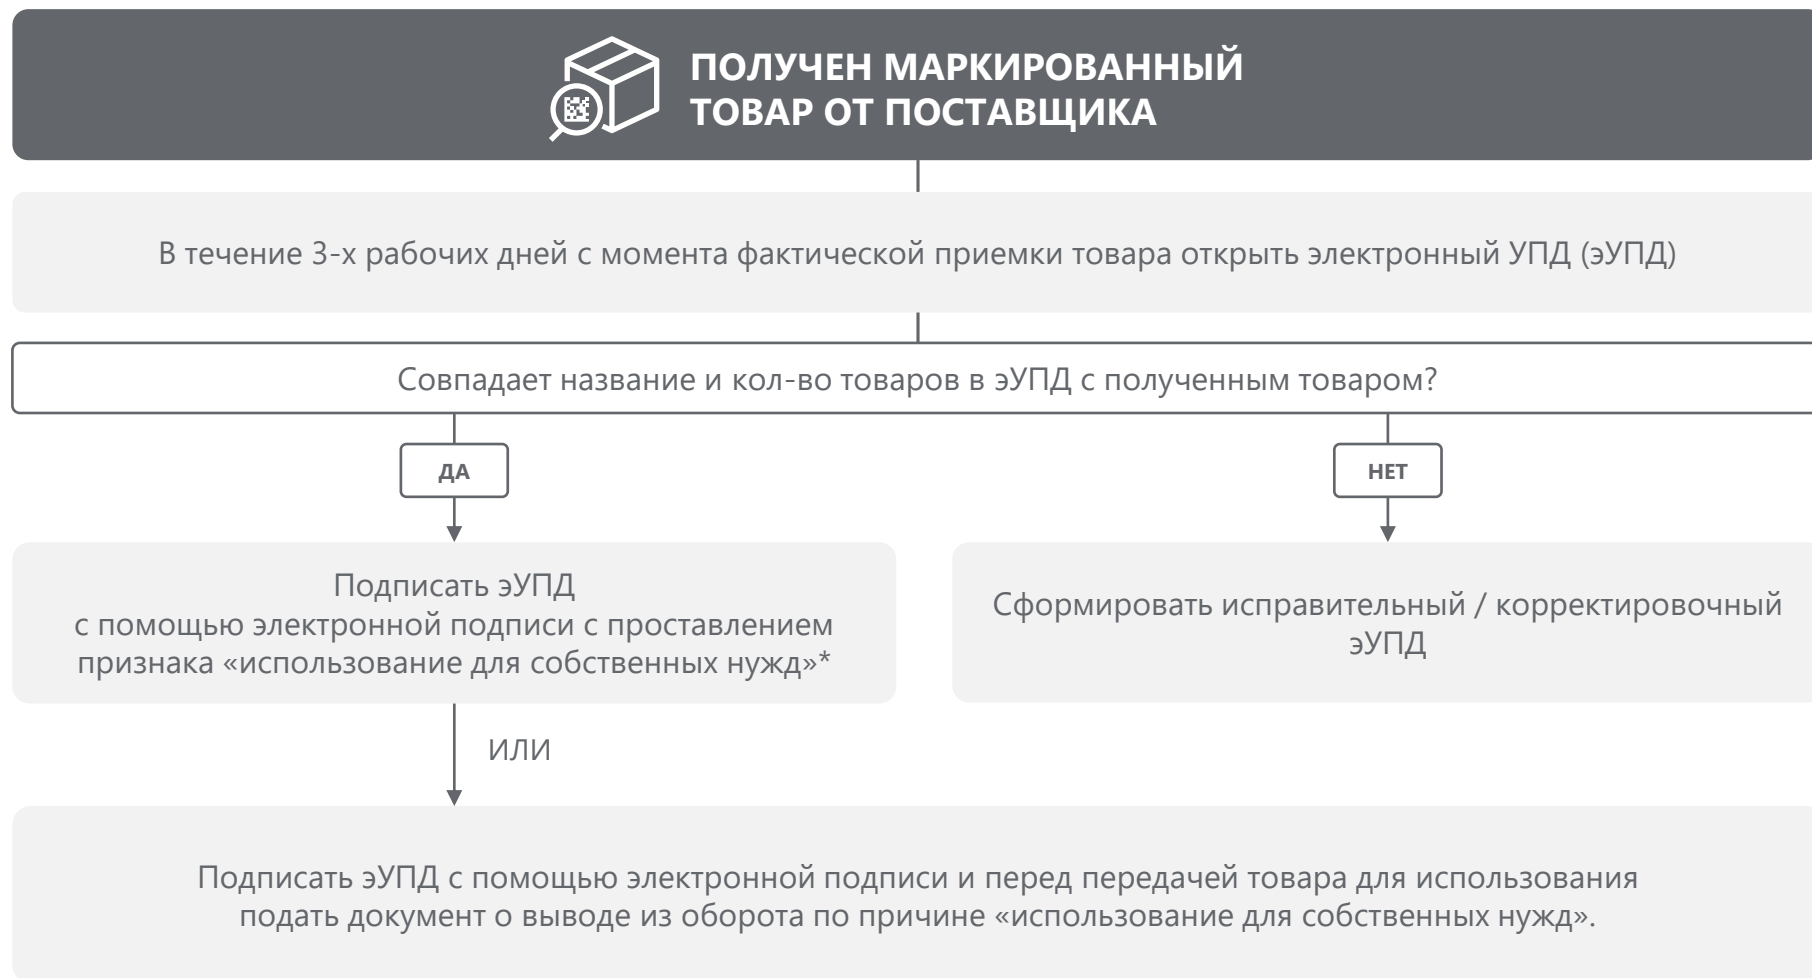 ПОЛУЧЕН МАРКИРОВАННЫЙ
ТОВАР ОТ ПОСТАВЩИКА
В течение 3-х рабочих дней с момента фактической приемки товара открыть электронный УПД (эУПД)
Совпадает название и кол-во товаров в эУПД с полученным товаром?
ДА
НЕТ
Подписать эУПД
с помощью электронной подписи с проставлением
признака «использование для собственных нужд»*
Сформировать исправительный / корректировочный
эУПД
ИЛИ
Подписать эУПД с помощью электронной подписи и перед передачей товара для использования
подать документ о выводе из оборота по причине «использование для собственных нужд».